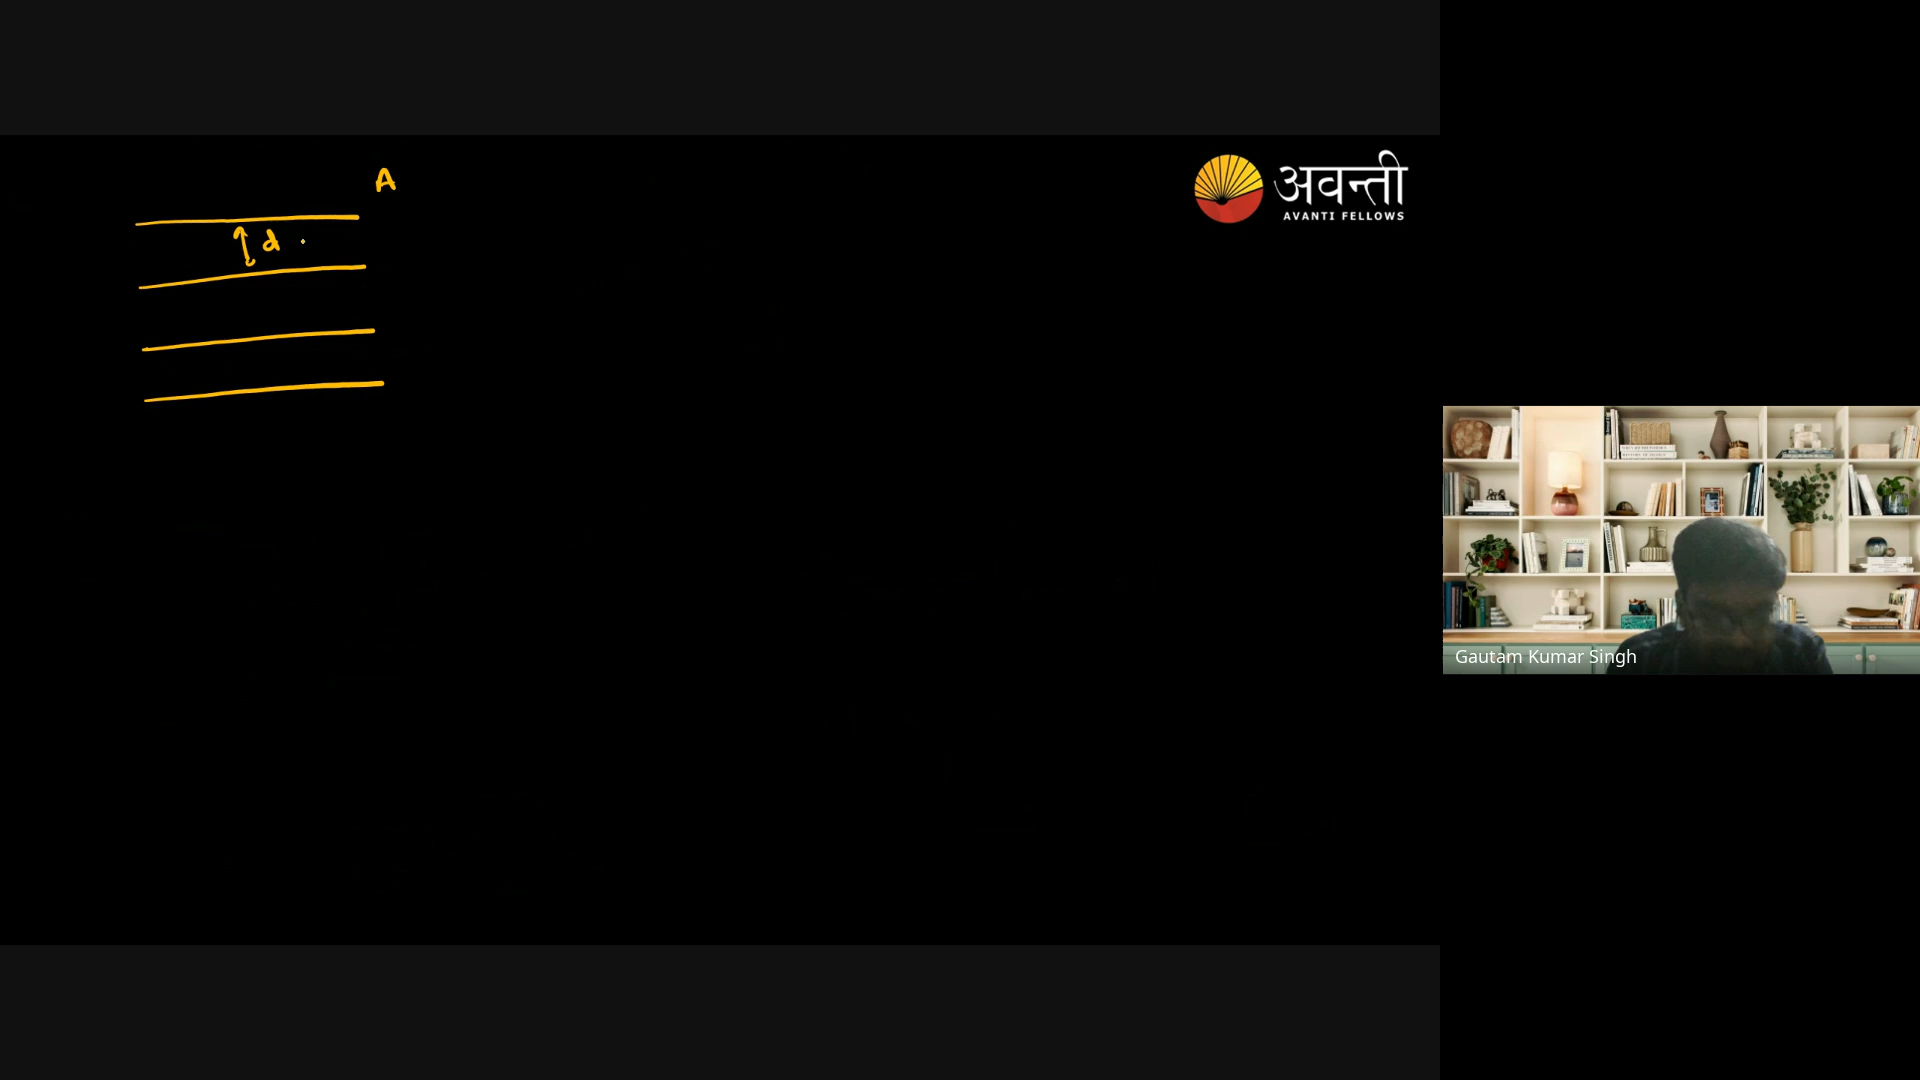 A
अवन्ती
AVANTI FELLOWS
d
Gautam Kumar Singh